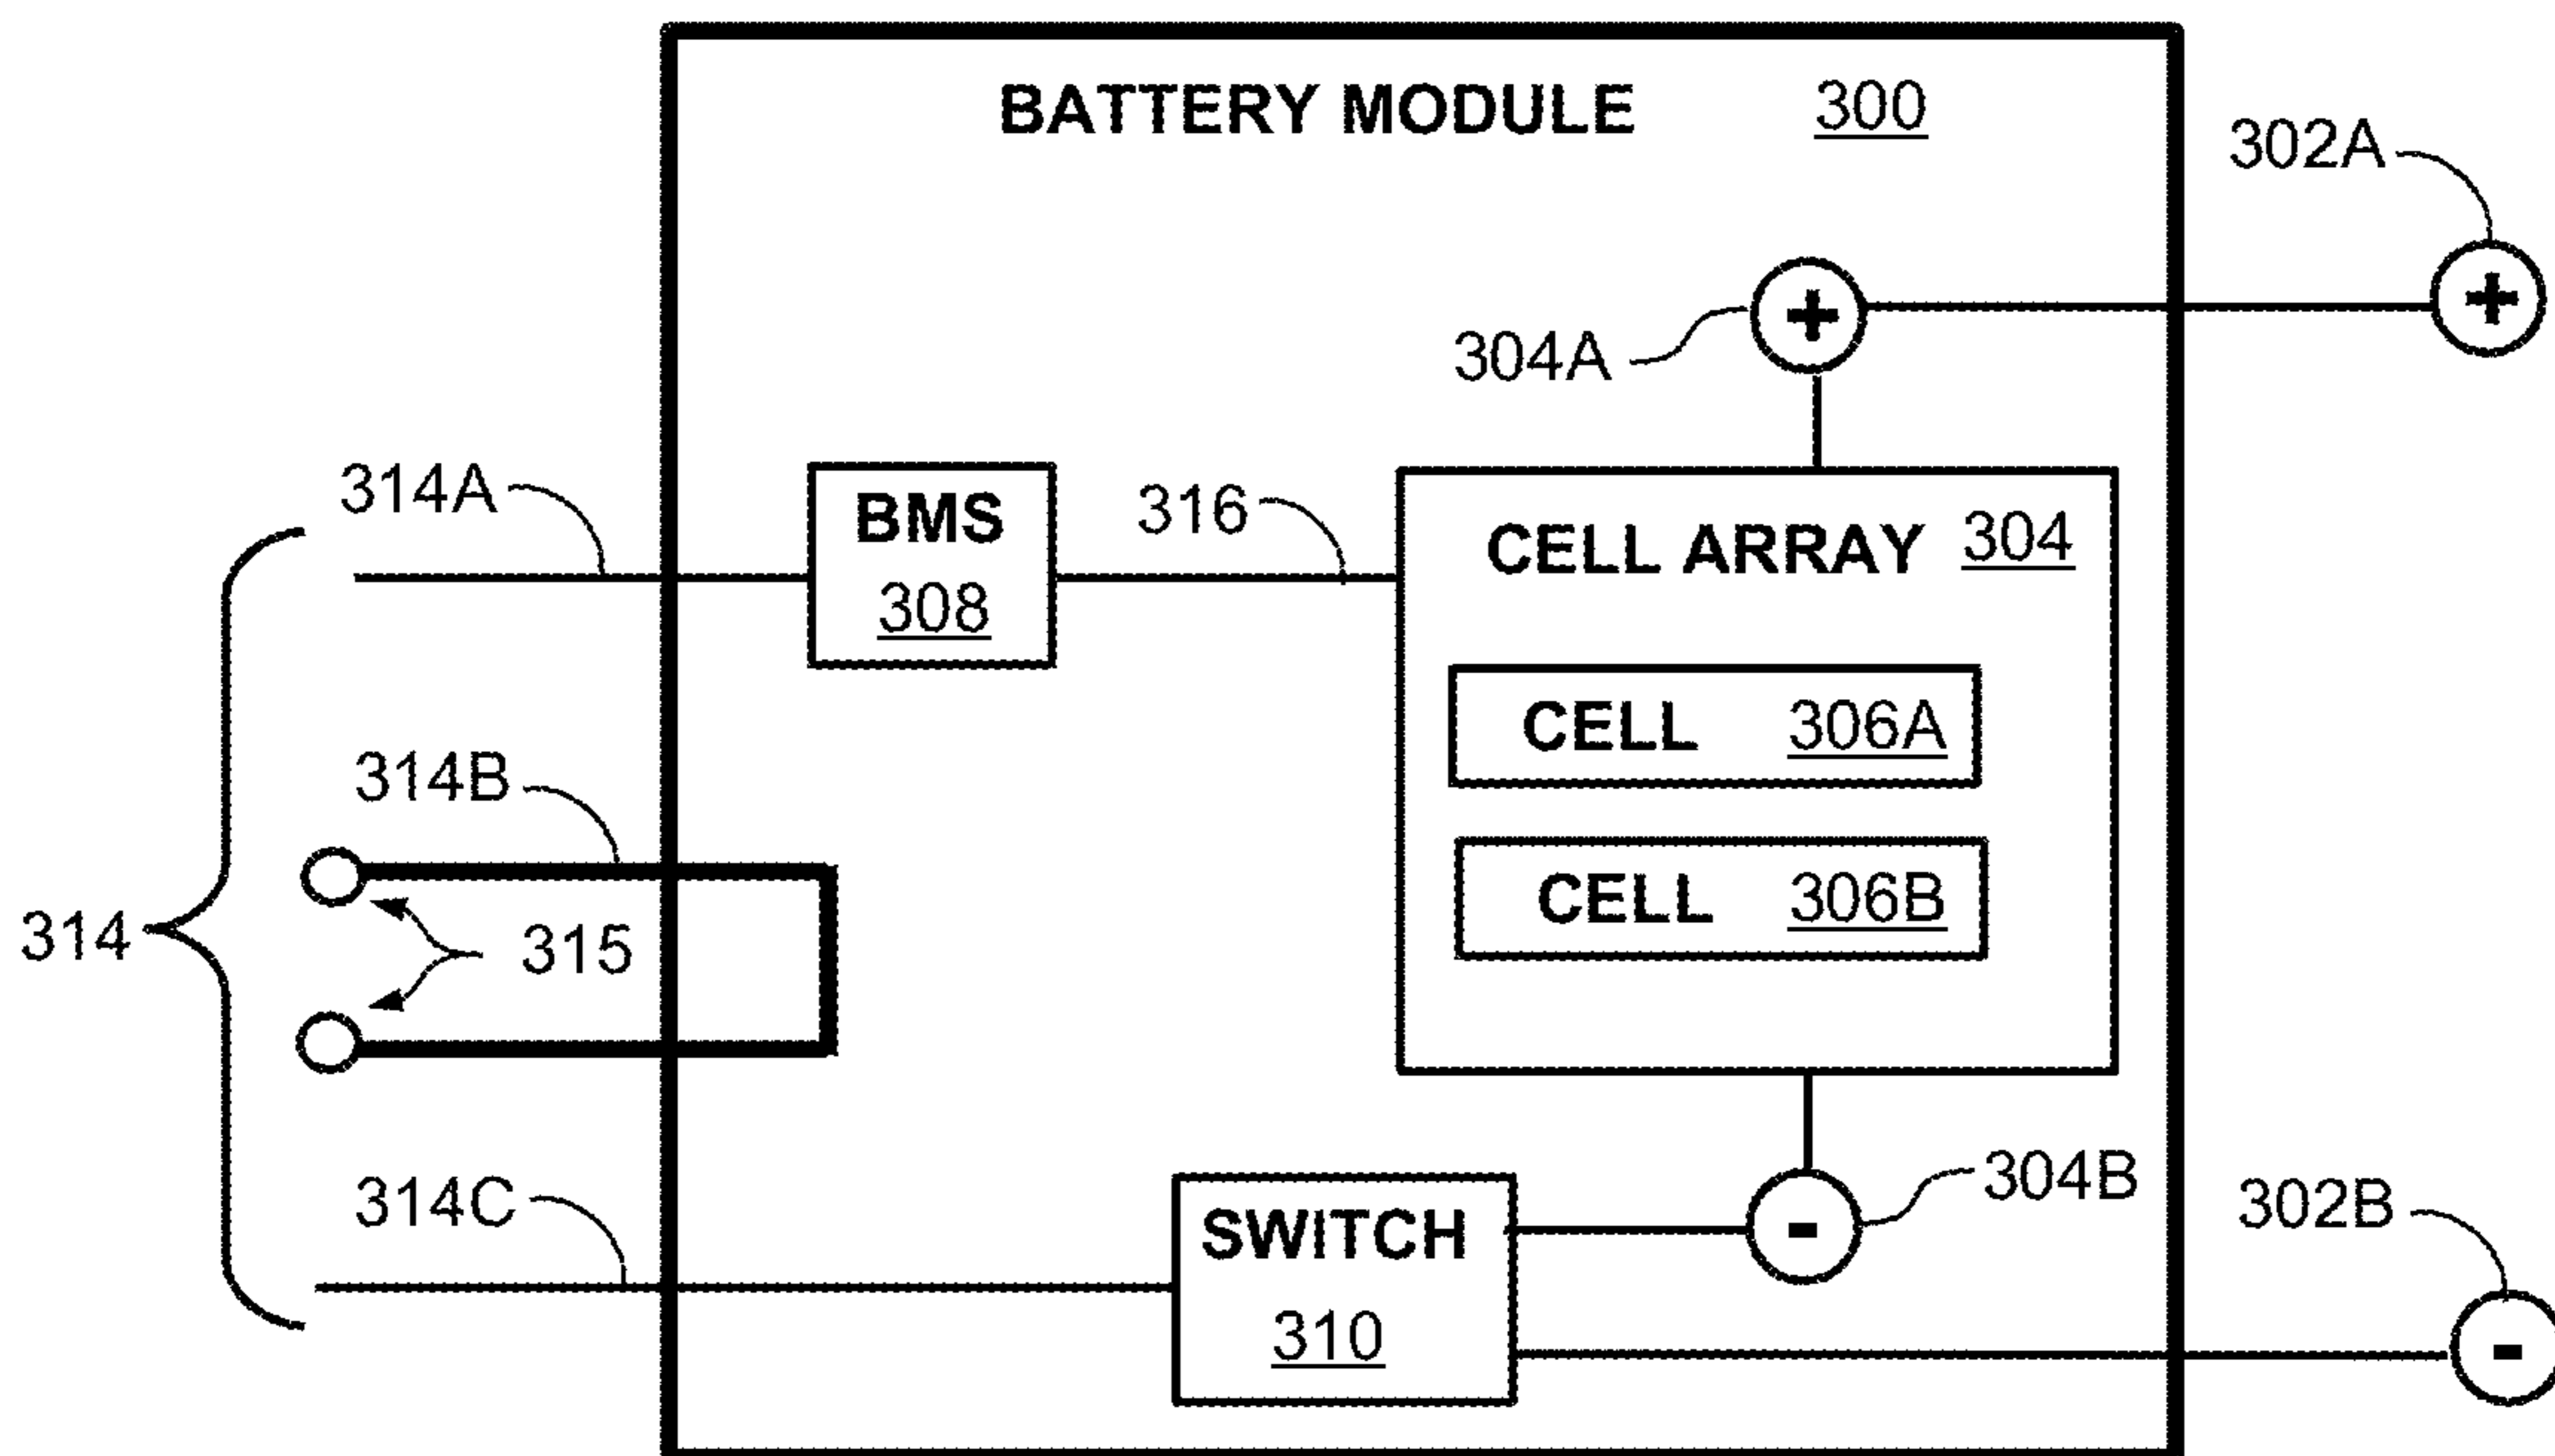 BATTERY MODULE 300
302A
304A
314A
BMS
308
316
CELL ARRAY 304
CELL 306A
314B
CELL 306B
314
315
304B
302B
314C
SWITCH
310
+
+
-
-